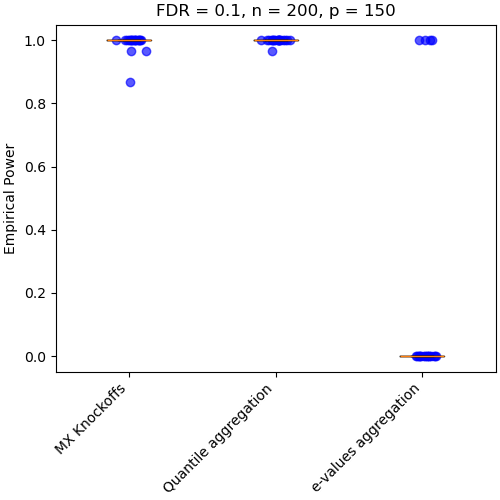 FDR = 0.1, n = 200, p = 150
Empirical Power
1.0
0.8
0.6
0.4
0.2
0.0
MX Knockoffs
Quantile aggregation
e-values aggregation